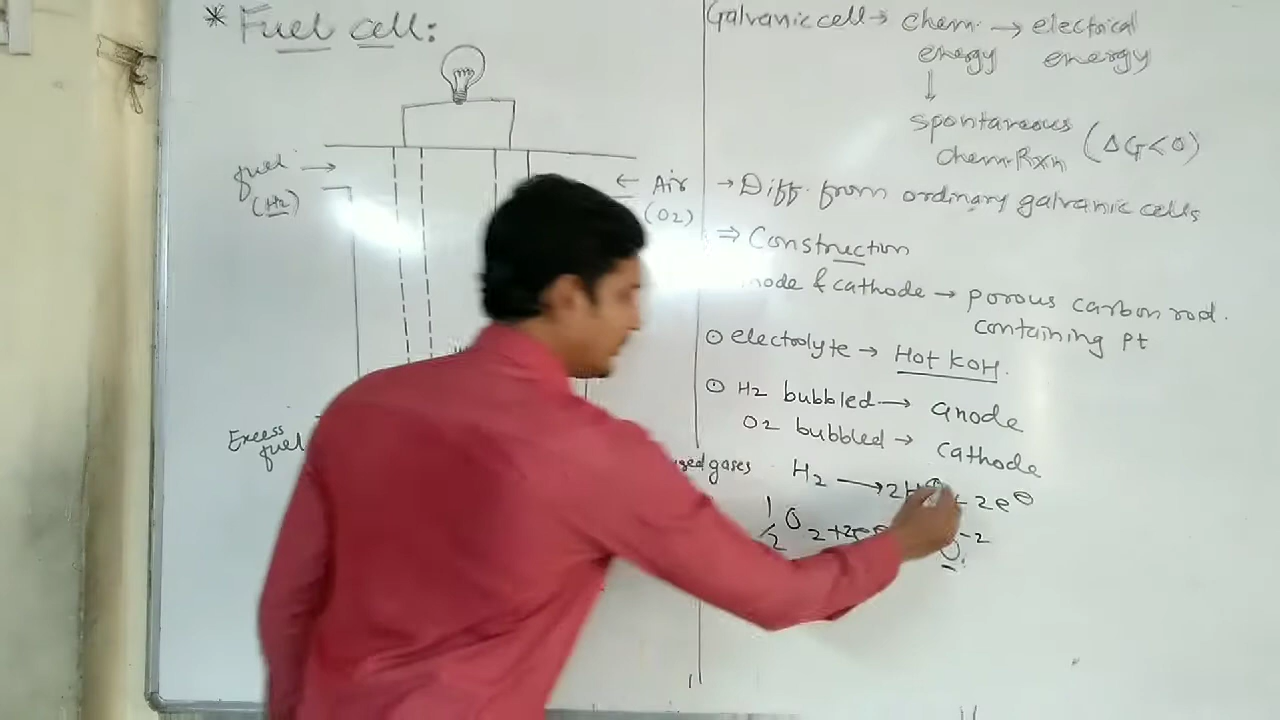 * Fuel cell:
fuel →
(H2)
← Air
(O2)
Excess
fuel
gases
Galvanic cell → chem. → electrical
energy energy
↓
spontaneous
chem. Rxn (ΔG<0)
→ Diff. from ordinary galvanic cells
⇒ Construction
node & cathode → porous carbon rod.
containing Pt
⊙ electrolyte → Hot KOH.
⊙ H2 bubbled → anode
O2 bubbled → cathode
H2 → 2H + 2e⊖
1/2 O2 + 2e -2